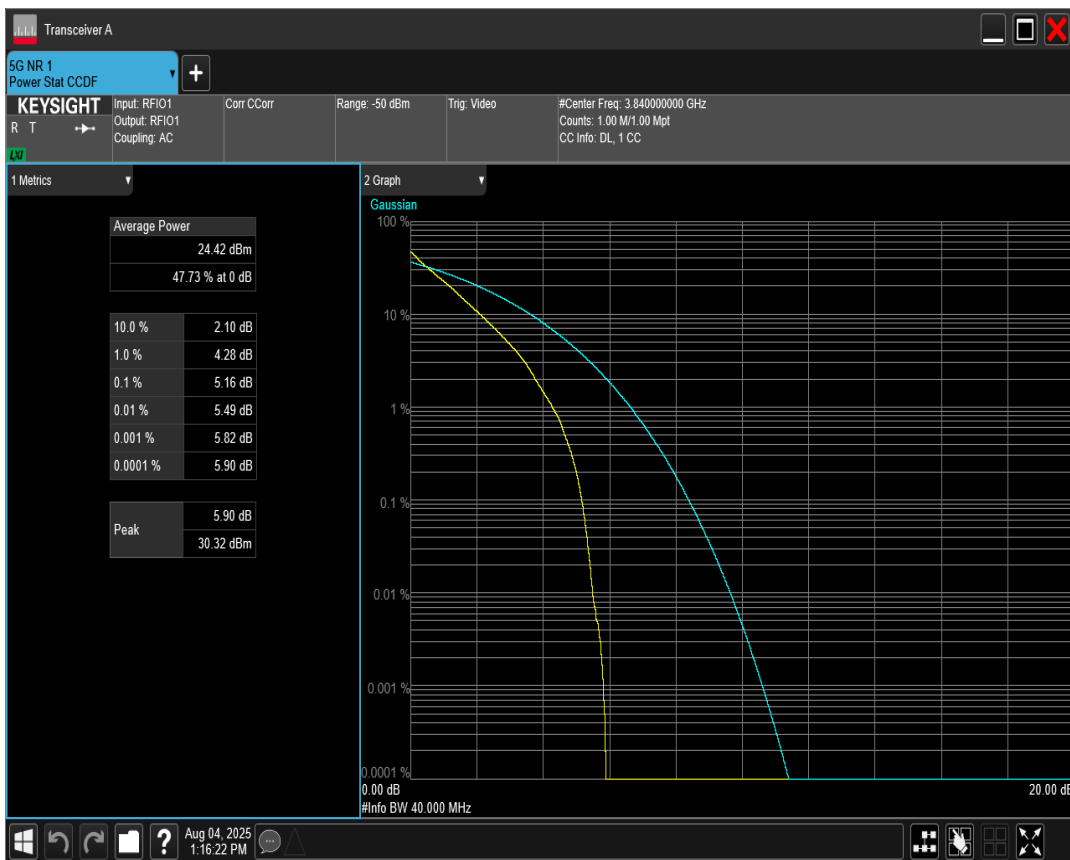 Transceiver A
5G NR 1
Power Stat CCDF
KEYSIGHT
R T
LXI
Input: RFIO1
Output: RFIO1
Coupling: AC
Corr CCorr
Range: -50 dBm
Trig: Video
#Center Freq: 3.840000000 GHz
Counts: 1.00 M/1.00 Mpt
CC Info: DL, 1 CC
1 Metrics
Average Power
24.42 dBm
47.73 % at 0 dB
10.0 % 2.10 dB
1.0 % 4.28 dB
0.1 % 5.16 dB
0.01 % 5.49 dB
0.001 % 5.82 dB
0.0001 % 5.90 dB
Peak
5.90 dB
30.32 dBm
2 Graph
Gaussian
100 %
10 %
1 %
0.1 %
0.01 %
0.001 %
0.0001 %
0.00 dB 20.00 dB
#Info BW 40.000 MHz
? Aug 04, 2025
1:16:22 PM